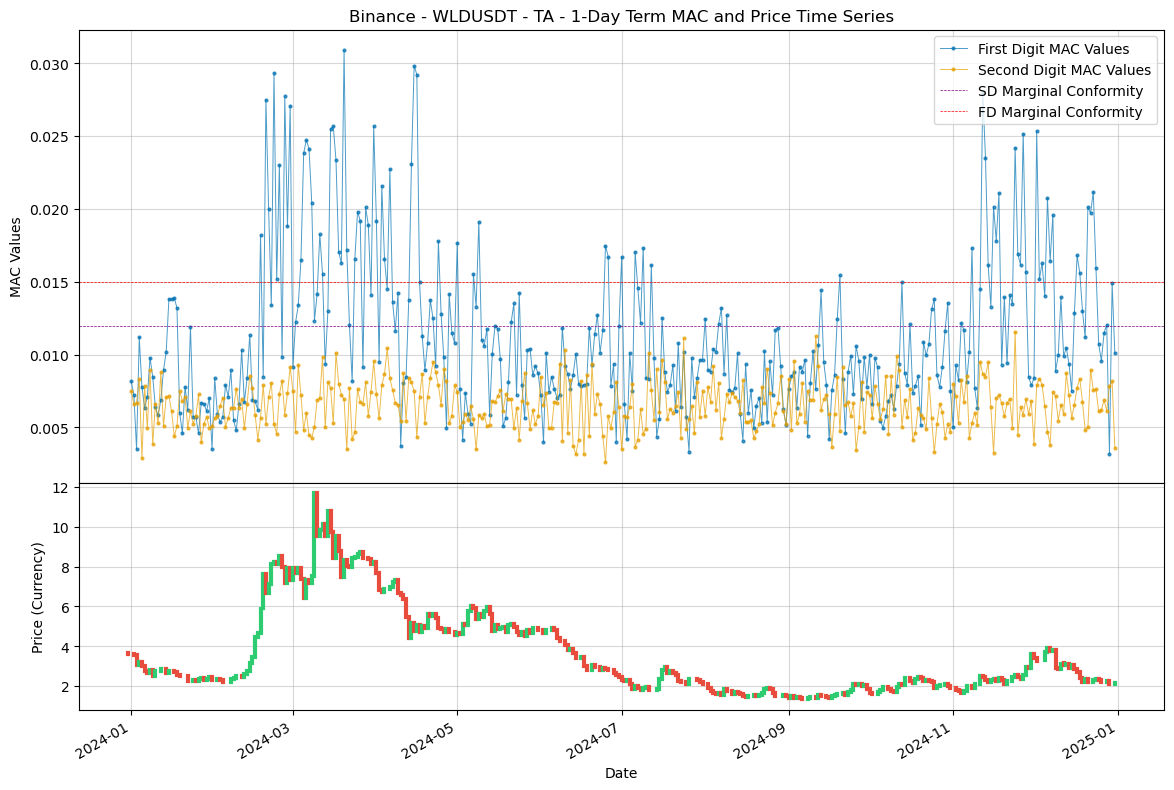 Binance - WLDUSDT - TA - 1-Day Term MAC and Price Time Series
First Digit MAC Values
Second Digit MAC Values
SD Marginal Conformity
FD Marginal Conformity
MAC Values
0.030
0.025
0.020
0.015
0.010
0.005
Price (Currency)
12
10
8
6
4
2
2024-01
2024-03
2024-05
2024-07
2024-09
2024-11
2025-01
Date